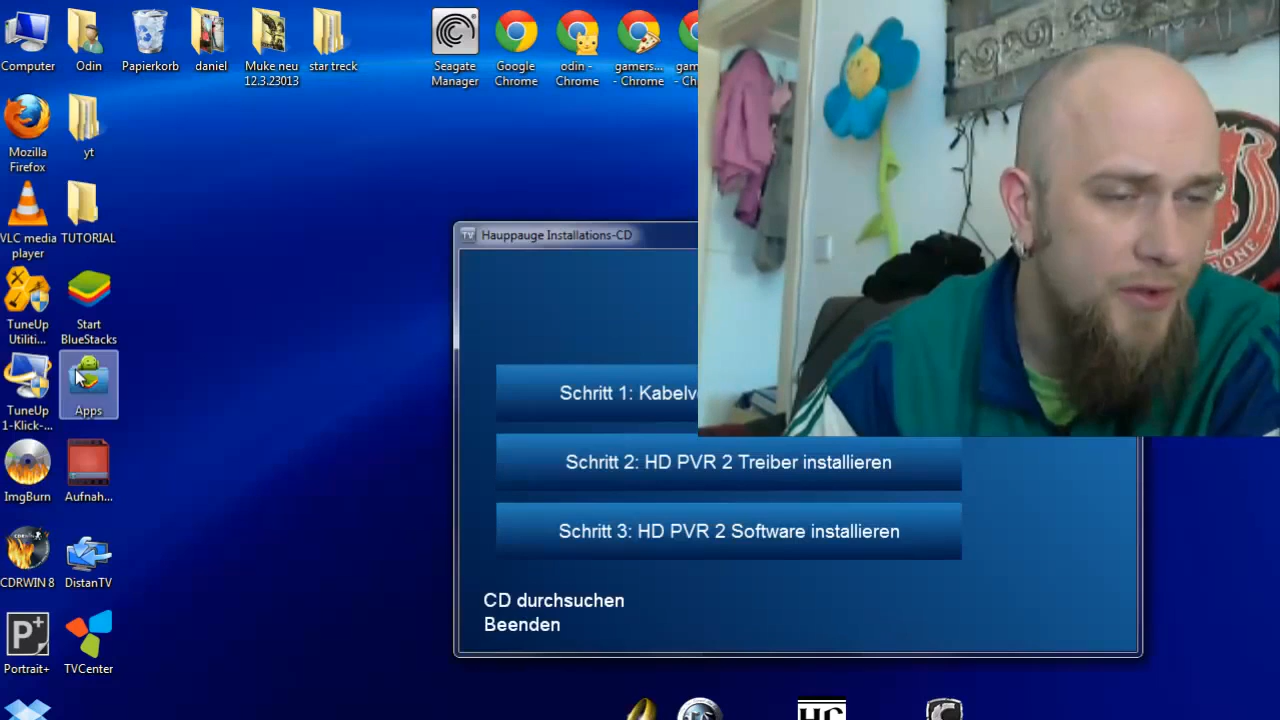 Computer
Odin
Papierkorb
daniel
Muke neu
12.3.23013
star treck
Seagate
Manager
Google
Chrome
odin -
Chrome
gamers...
- Chrome
Mozilla
Firefox
yt
VLC media
player
TUTORIAL
TuneUp
Utiliti...
Start
BlueStacks
TuneUp
1-Klick-...
Apps
ImgBurn
Aufnah...
CDRWIN 8
DistanTV
P+
Portrait+
TVCenter
TV Hauppauge Installations-CD
Schritt 1:
Schritt 2: HD PVR 2 Treiber installieren
Schritt 3: HD PVR 2 Software installieren
CD durchsuchen
Beenden